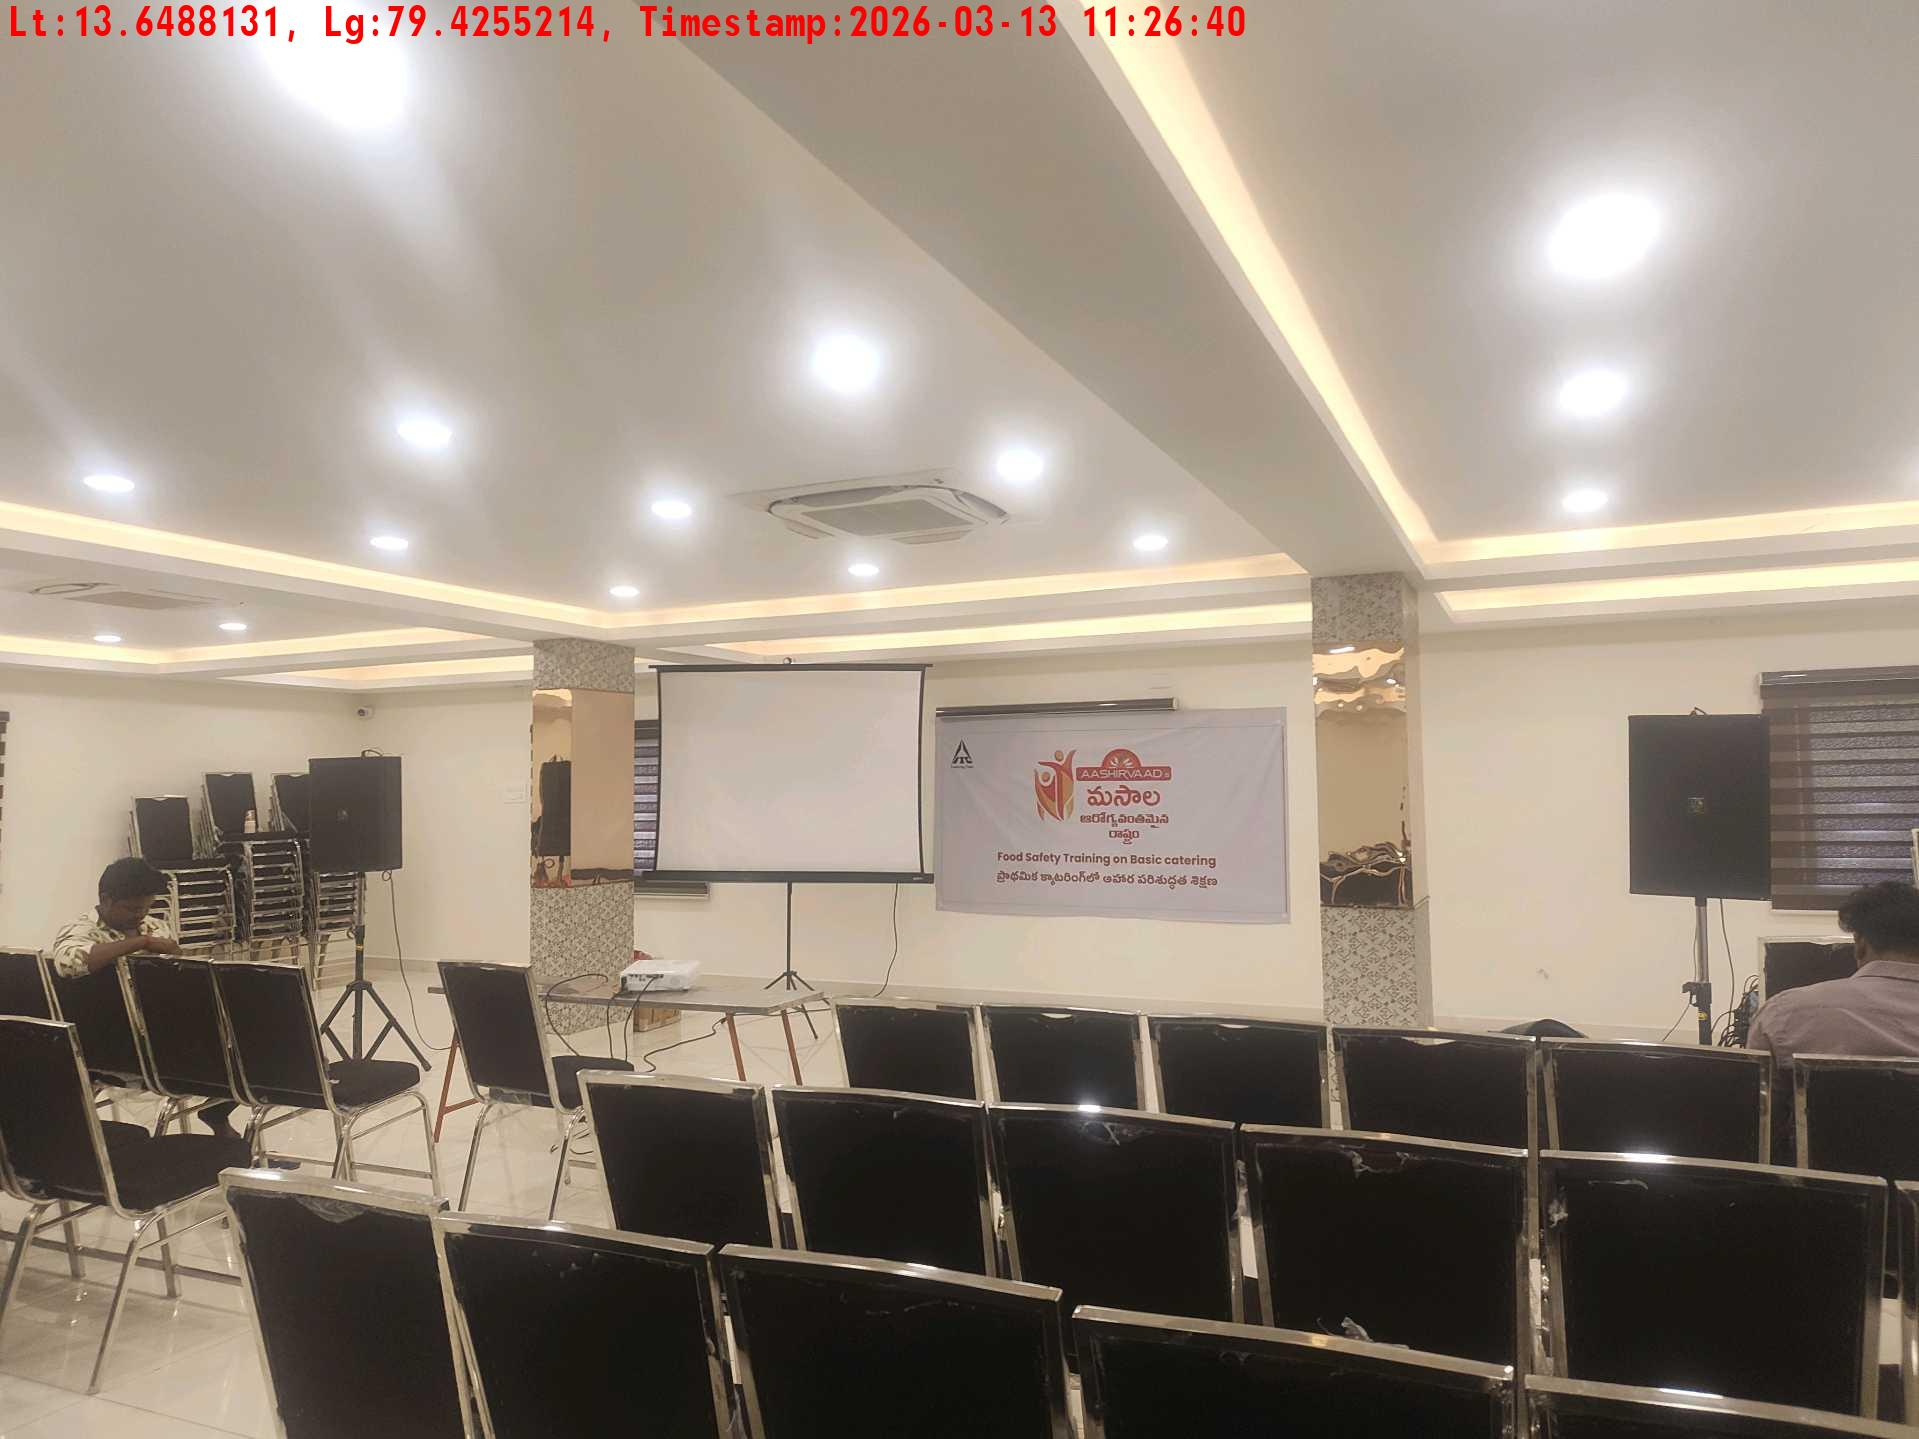 Lt:13.6488131, Lg:79.4255214, Timestamp:2026-03-13 11:26:40
AASHIRVAAD
మసాల
ఆరోగ్యవంతమైన
రాష్ట్రం
Food Safety Training on Basic catering
ప్రాథమిక క్యాటరింగ్‌లో ఆహార పరిశుద్ధత శిక్షణ